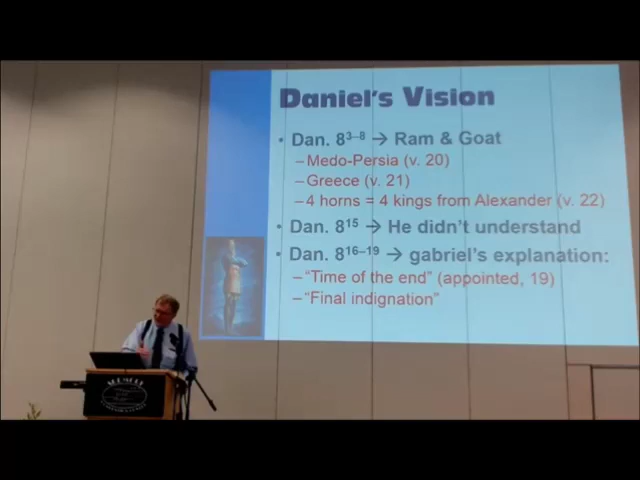 Daniel's Vision
• Dan. 8³⁻⁸ → Ram & Goat
–Medo-Persia (v. 20)
–Greece (v. 21)
–4 horns = 4 kings from Alexander (v. 22)
• Dan. 8¹⁵ → He didn't understand
• Dan. 8¹⁶⁻¹⁹ → gabriel's explanation:
–"Time of the end" (appointed, 19)
–"Final indignation"